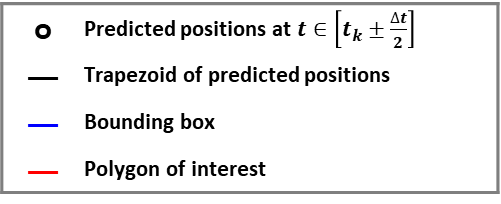 Predicted positions at t ∈ [t_k ± Δt/2]
Trapezoid of predicted positions
Bounding box
Polygon of interest